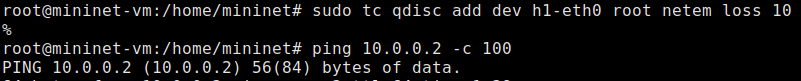 root@mininet-vm:/home/mininet# sudo tc qdisc add dev h1-eth0 root netem loss 10
%
root@mininet-vm:/home/mininet# ping 10.0.0.2 -c 100
PING 10.0.0.2 (10.0.0.2) 56(84) bytes of data.